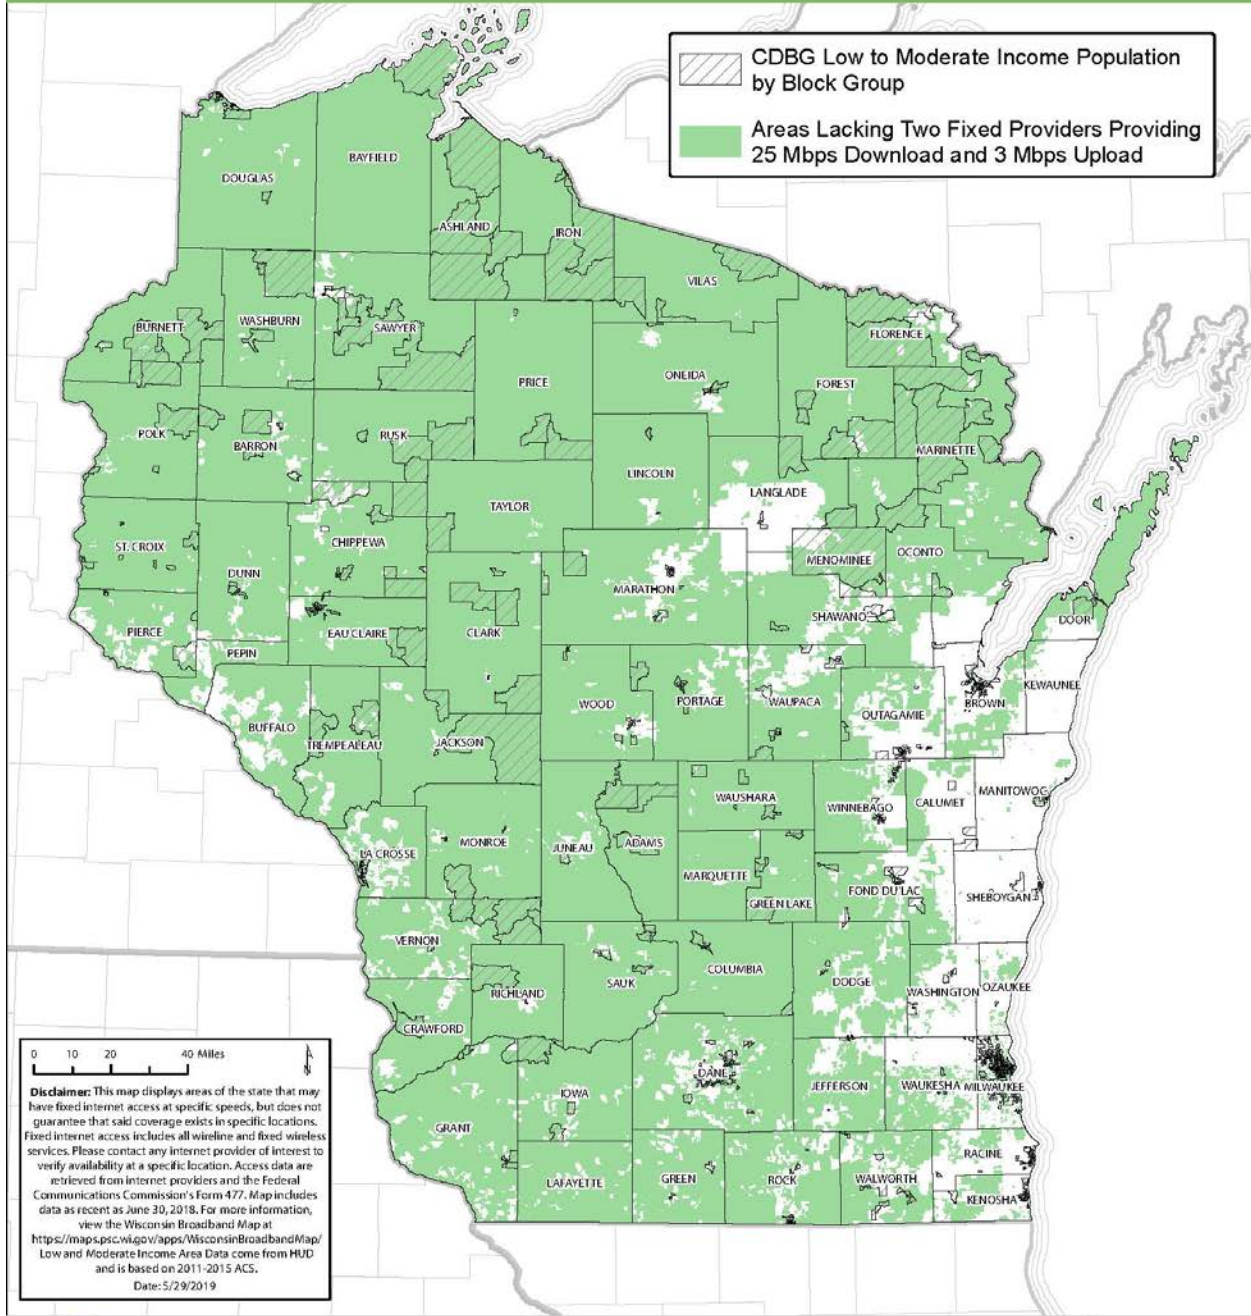 CDBG Low to Moderate Income Population
by Block Group
Areas Lacking Two Fixed Providers Providing
25 Mbps Download and 3 Mbps Upload
BAYFIELD
DOUGLAS
ASHLAND
IRON
VILAS
BURNETT
WASHBURN
SAWYER
FLORENCE
PRICE
ONEIDA
FOREST
POLK
BARRON
RUSK
MARINETTE
LINCOLN
LANGLADE
TAYLOR
ST. CROIX
CHIPPEWA
DUNN
MENOMINEE
OCONTO
MARATHON
SHAWANO
DOOR
PIERCE
EAU CLAIRE
CLARK
PEPIN
KEWAUNEE
WOOD
PORTAGE
WAUPACA
BROWN
OUTAGAMIE
BUFFALO
TREMPEALEAU
JACKSON
MANITOWOC
WAUSHARA
WINNEBAGO
CALUMET
MONROE
JUNEAU
ADAMS
LA CROSSE
MARQUETTE
FOND DU LAC
SHEBOYGAN
GREEN LAKE
VERNON
COLUMBIA
SAUK
DODGE
RICHLAND
WASHINGTON
OZAUKEE
CRAWFORD
DANE
JEFFERSON
WAUKESHA
MILWAUKEE
IOWA
GRANT
RACINE
LAFAYETTE
GREEN
ROCK
WALWORTH
KENOSHA
0 10 20 40 Miles
N
Disclaimer: This map displays areas of the state that may
have fixed internet access at specific speeds, but does not
guarantee that said coverage exists in specific locations.
Fixed internet access includes all wireline and fixed wireless
services. Please contact any internet provider of interest to
verify availability at a specific location. Access data are
retrieved from internet providers and the Federal
Communications Commission's Form 477. Map includes
data as recent as June 30, 2018. For more information,
view the Wisconsin Broadband Map at
https://maps.psc.wi.gov/apps/WisconsinBroadbandMap/
Low and Moderate Income Area Data come from HUD
and is based on 2011-2015 ACS.
Date: 5/29/2019